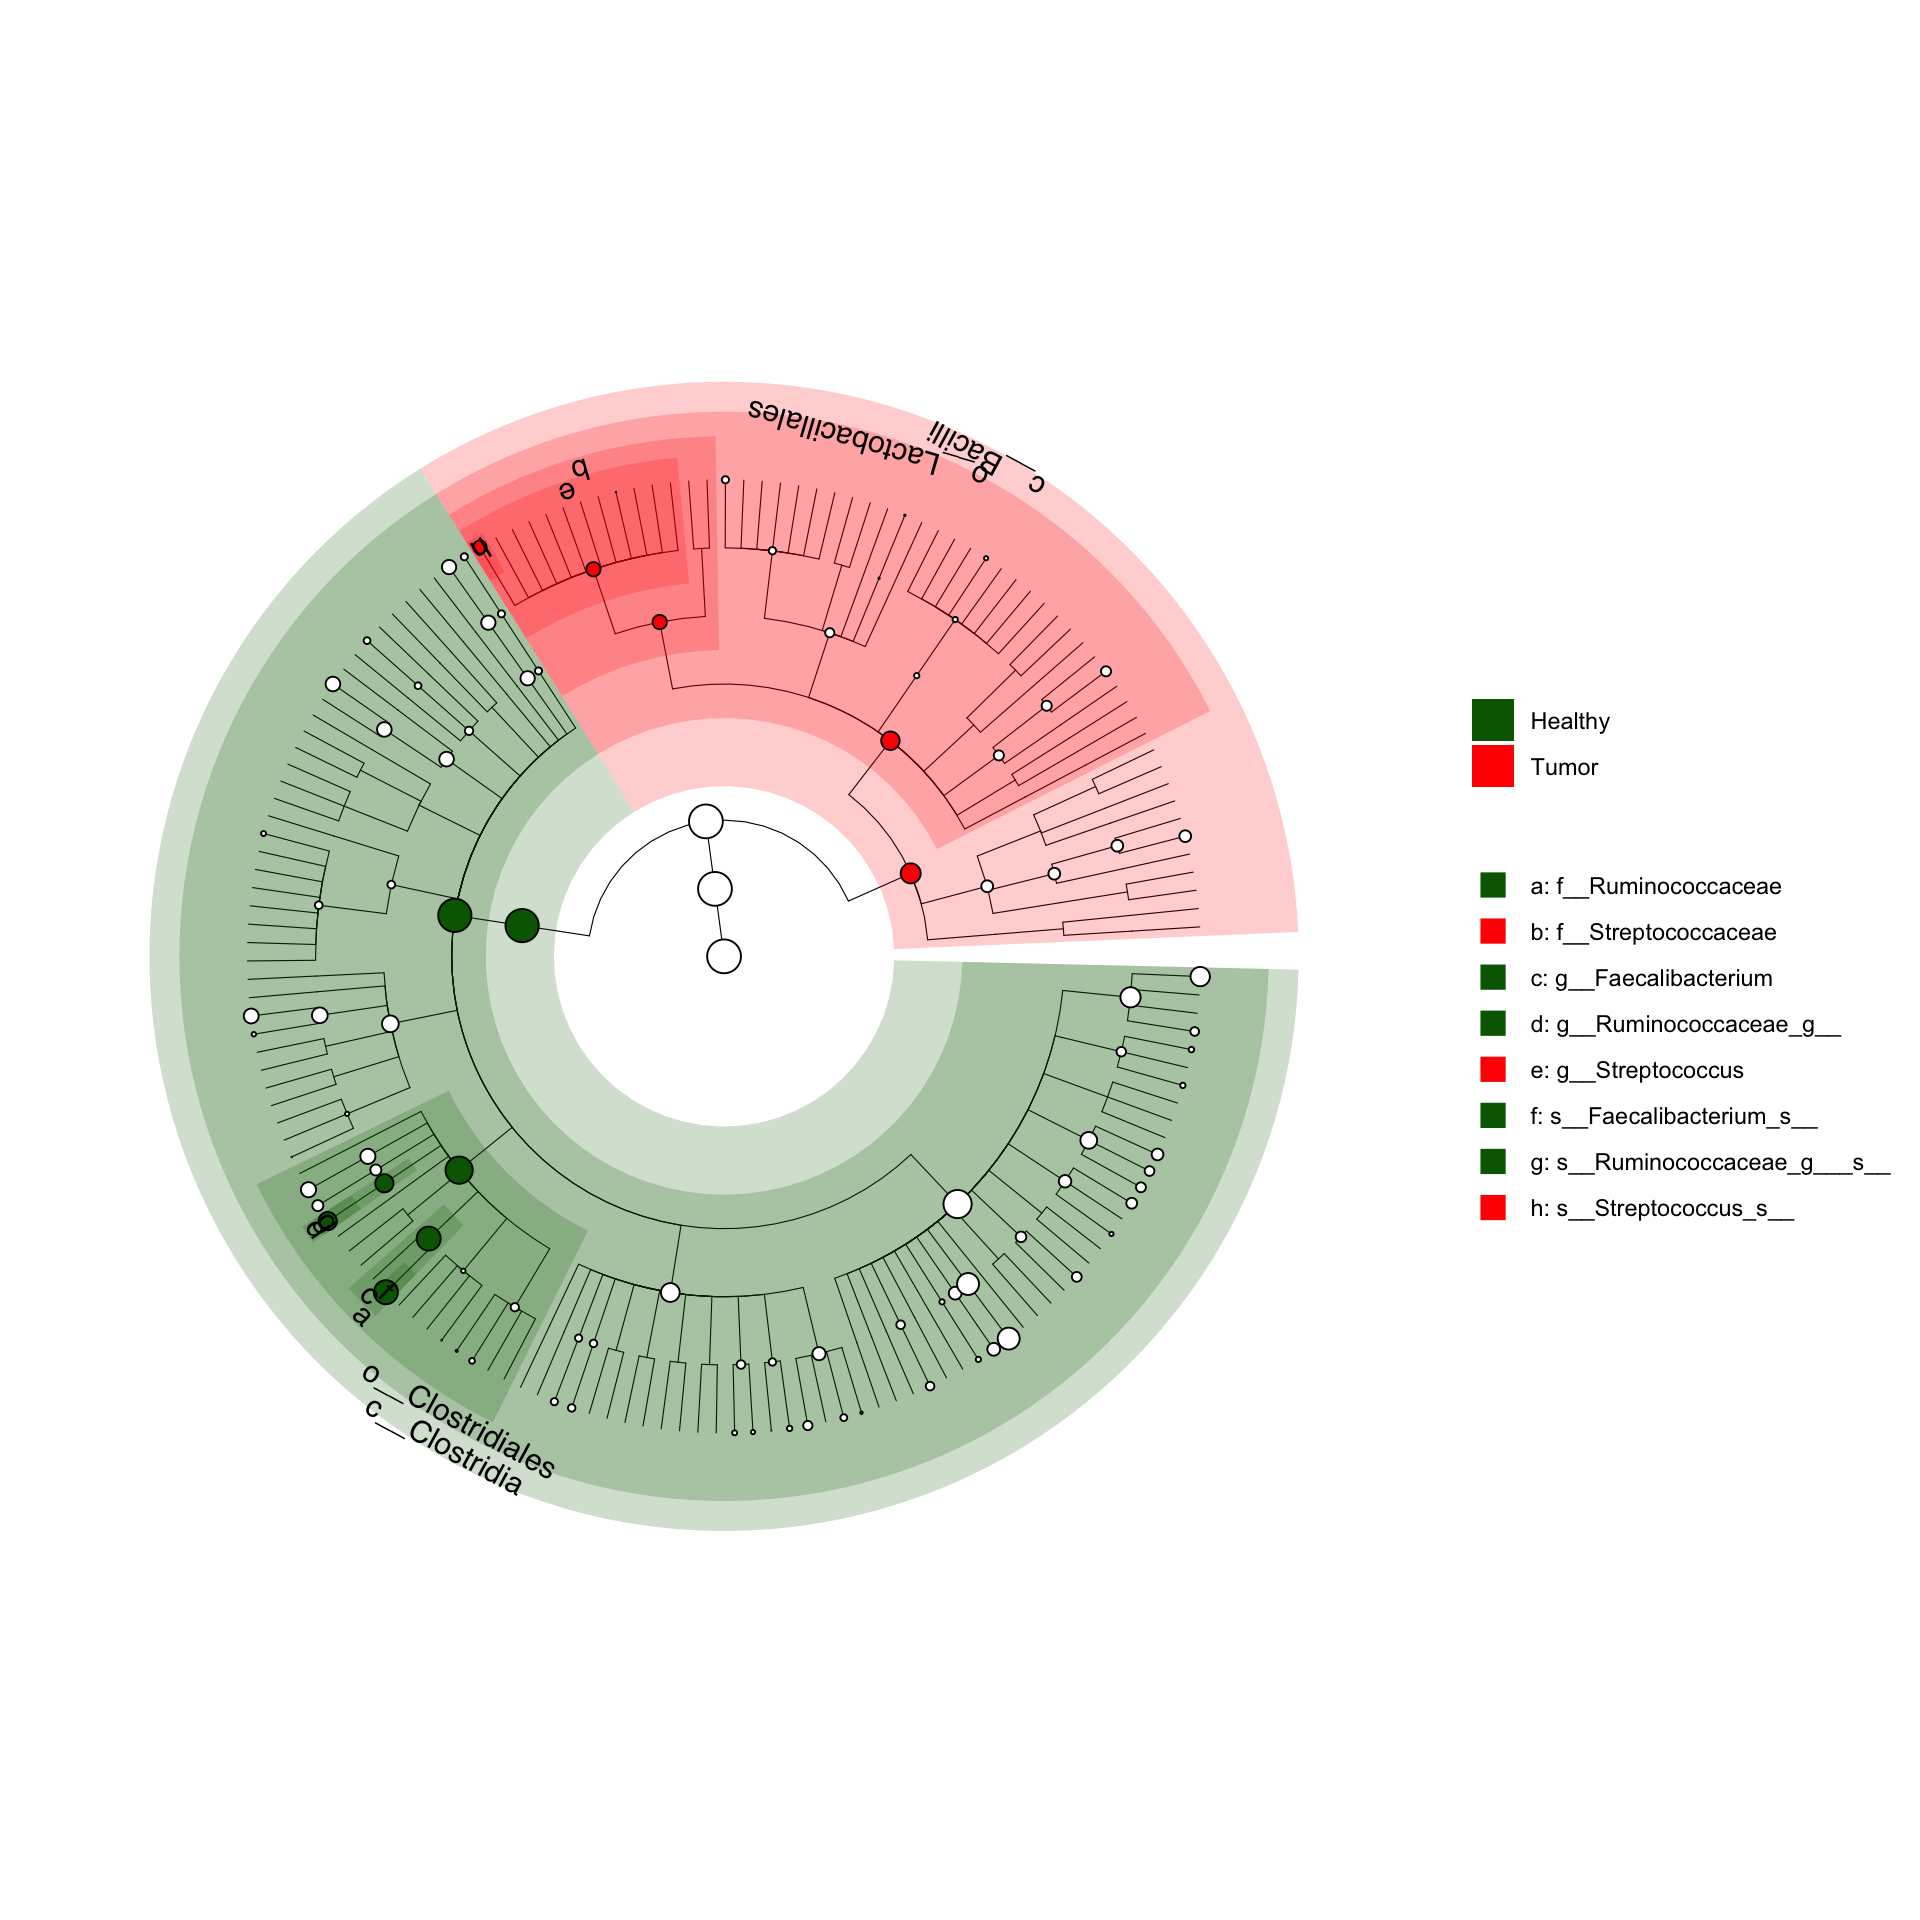 o__Lactobacillales
c__Bacilli
b
e
h
g
d
f
c
a
o__Clostridiales
c__Clostridia
Healthy
Tumor
a: f__Ruminococcaceae
b: f__Streptococcaceae
c: g__Faecalibacterium
d: g__Ruminococcaceae_g__
e: g__Streptococcus
f: s__Faecalibacterium_s__
g: s__Ruminococcaceae_g___s__
h: s__Streptococcus_s__